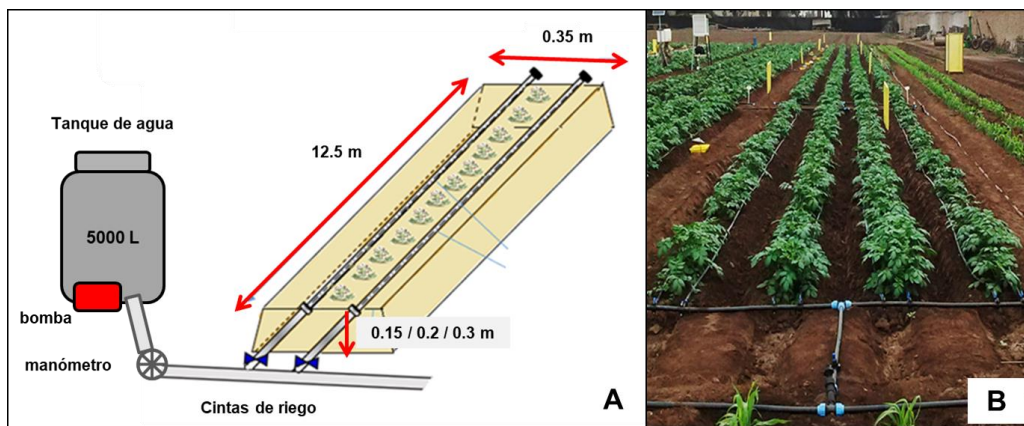 0.35 m
Tanque de agua
12.5 m
5000 L
bomba
0.15 / 0.2 / 0.3 m
manómetro
Cintas de riego
A
B